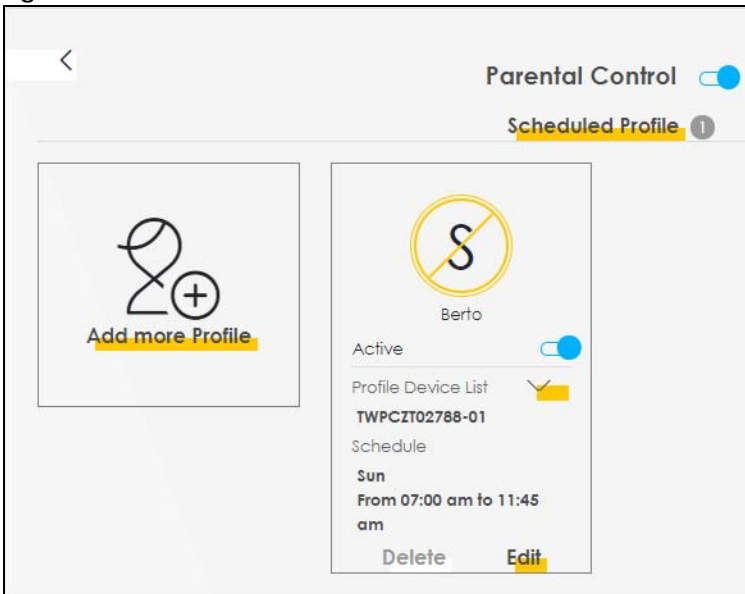 Parental Control
Scheduled Profile 1
Add more Profile
S
Berto
Active
Profile Device List
TWPCZT02788-01
Schedule
Sun
From 07:00 am to 11:45
am
Delete Edit